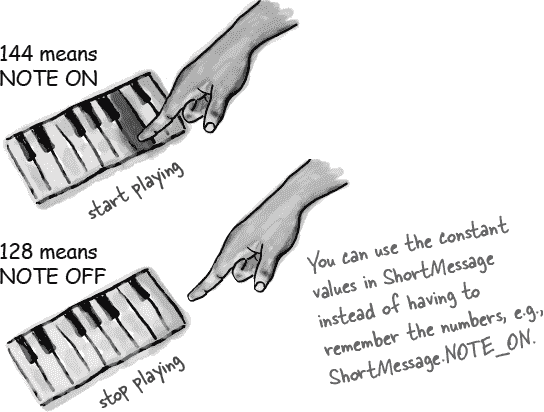 144 means
NOTE ON
start playing
128 means
NOTE OFF
stop playing
You can use the constant
values in ShortMessage
instead of having to
remember the numbers, e.g.,
ShortMessage.NOTE_ON.